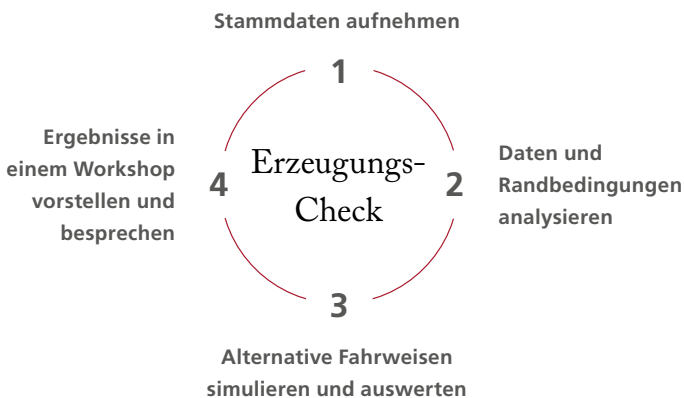 Stammdaten aufnehmen
1
Erzeugungs-
Check
2
Daten und
Randbedingungen
analysieren
3
Alternative Fahrweisen
simulieren und auswerten
4
Ergebnisse in
einem Workshop
vorstellen und
besprechen